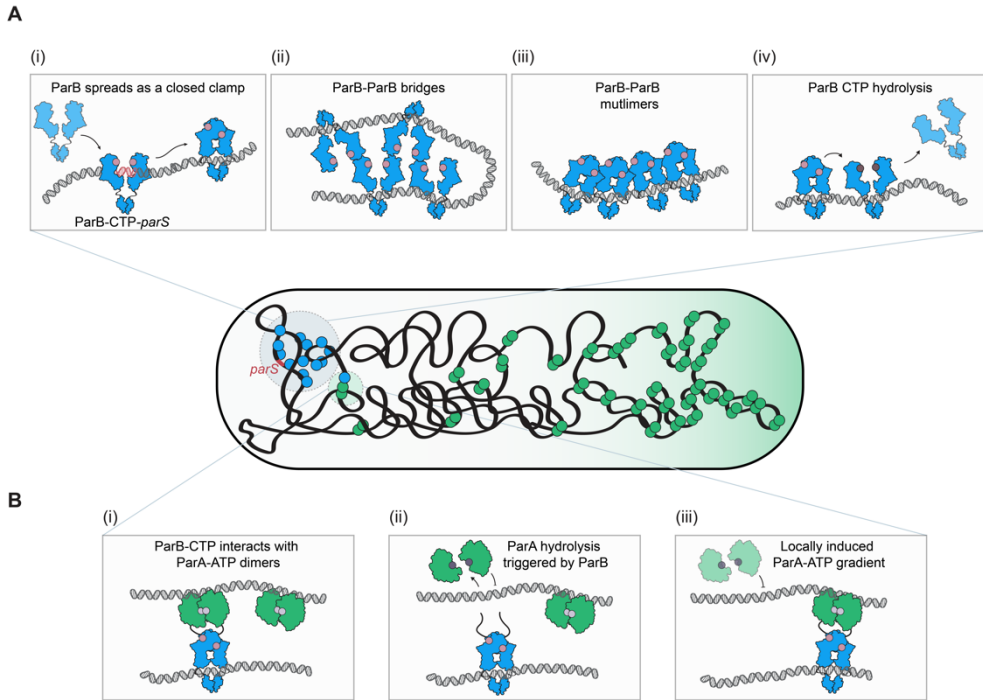 A
(i)
ParB spreads as a closed clamp
ParB-CTP-parS
(ii)
ParB-ParB bridges
(iii)
ParB-ParB
mutlimers
(iv)
ParB CTP hydrolysis
parS
B
(i)
ParB-CTP interacts with
ParA-ATP dimers
(ii)
ParA hydrolysis
triggered by ParB
(iii)
Locally induced
ParA-ATP gradient